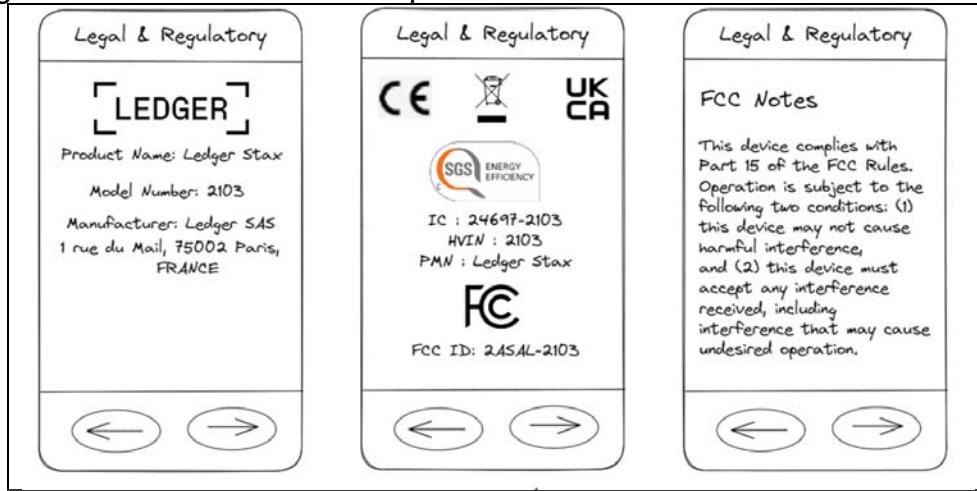 Legal & Regulatory
LEDGER
Product Name: Ledger Stax
Model Number: 2103
Manufacturer: Ledger SAS
1 rue du Mail, 75002 Paris,
FRANCE
Legal & Regulatory
CE
UK
CA
SGS ENERGY
EFFICIENCY
IC : 24697-2103
HVIN : 2103
PMN : Ledger Stax
FC
FCC ID: 2ASAL-2103
Legal & Regulatory
FCC Notes
This device complies with
Part 15 of the FCC Rules.
Operation is subject to the
following two conditions: (1)
this device may not cause
harmful interference,
and (2) this device must
accept any interference
received, including
interference that may cause
undesired operation.